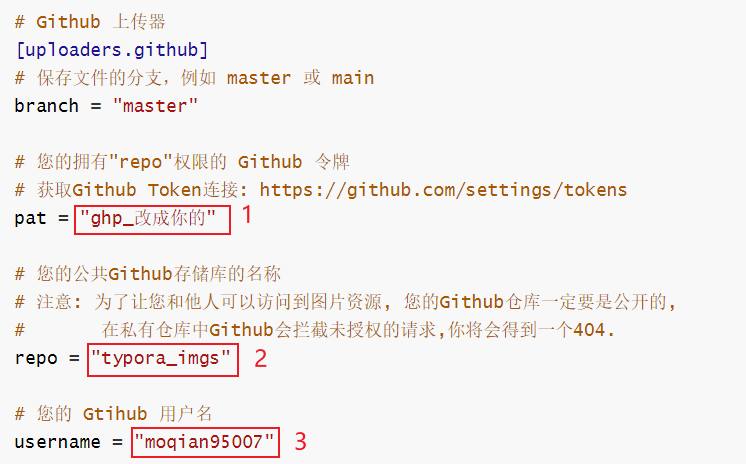 # Github 上传器
[uploaders.github]
# 保存文件的分支，例如 master 或 main
branch = "master"
# 您的拥有"repo"权限的 Github 令牌
# 获取Github Token连接: https://github.com/settings/tokens
pat = "ghp_改成你的" 1
# 您的公共Github存储库的名称
# 注意: 为了让您和他人可以访问到图片资源, 您的Github仓库一定要是公开的,
# 在私有仓库中Github会拦截未授权的请求,你将会得到一个404.
repo = "typora_imgs" 2
# 您的 Gtihub 用户名
username = "moqian95007" 3